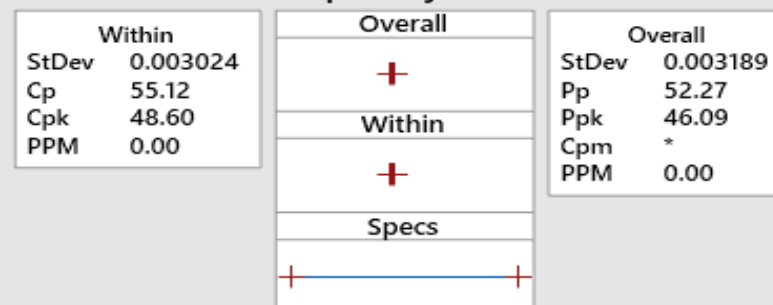 Within
StDev 0.003024
Cp 55.12
Cpk 48.60
PPM 0.00
Overall
Within
Specs
Overall
StDev 0.003189
Pp 52.27
Ppk 46.09
Cpm *
PPM 0.00